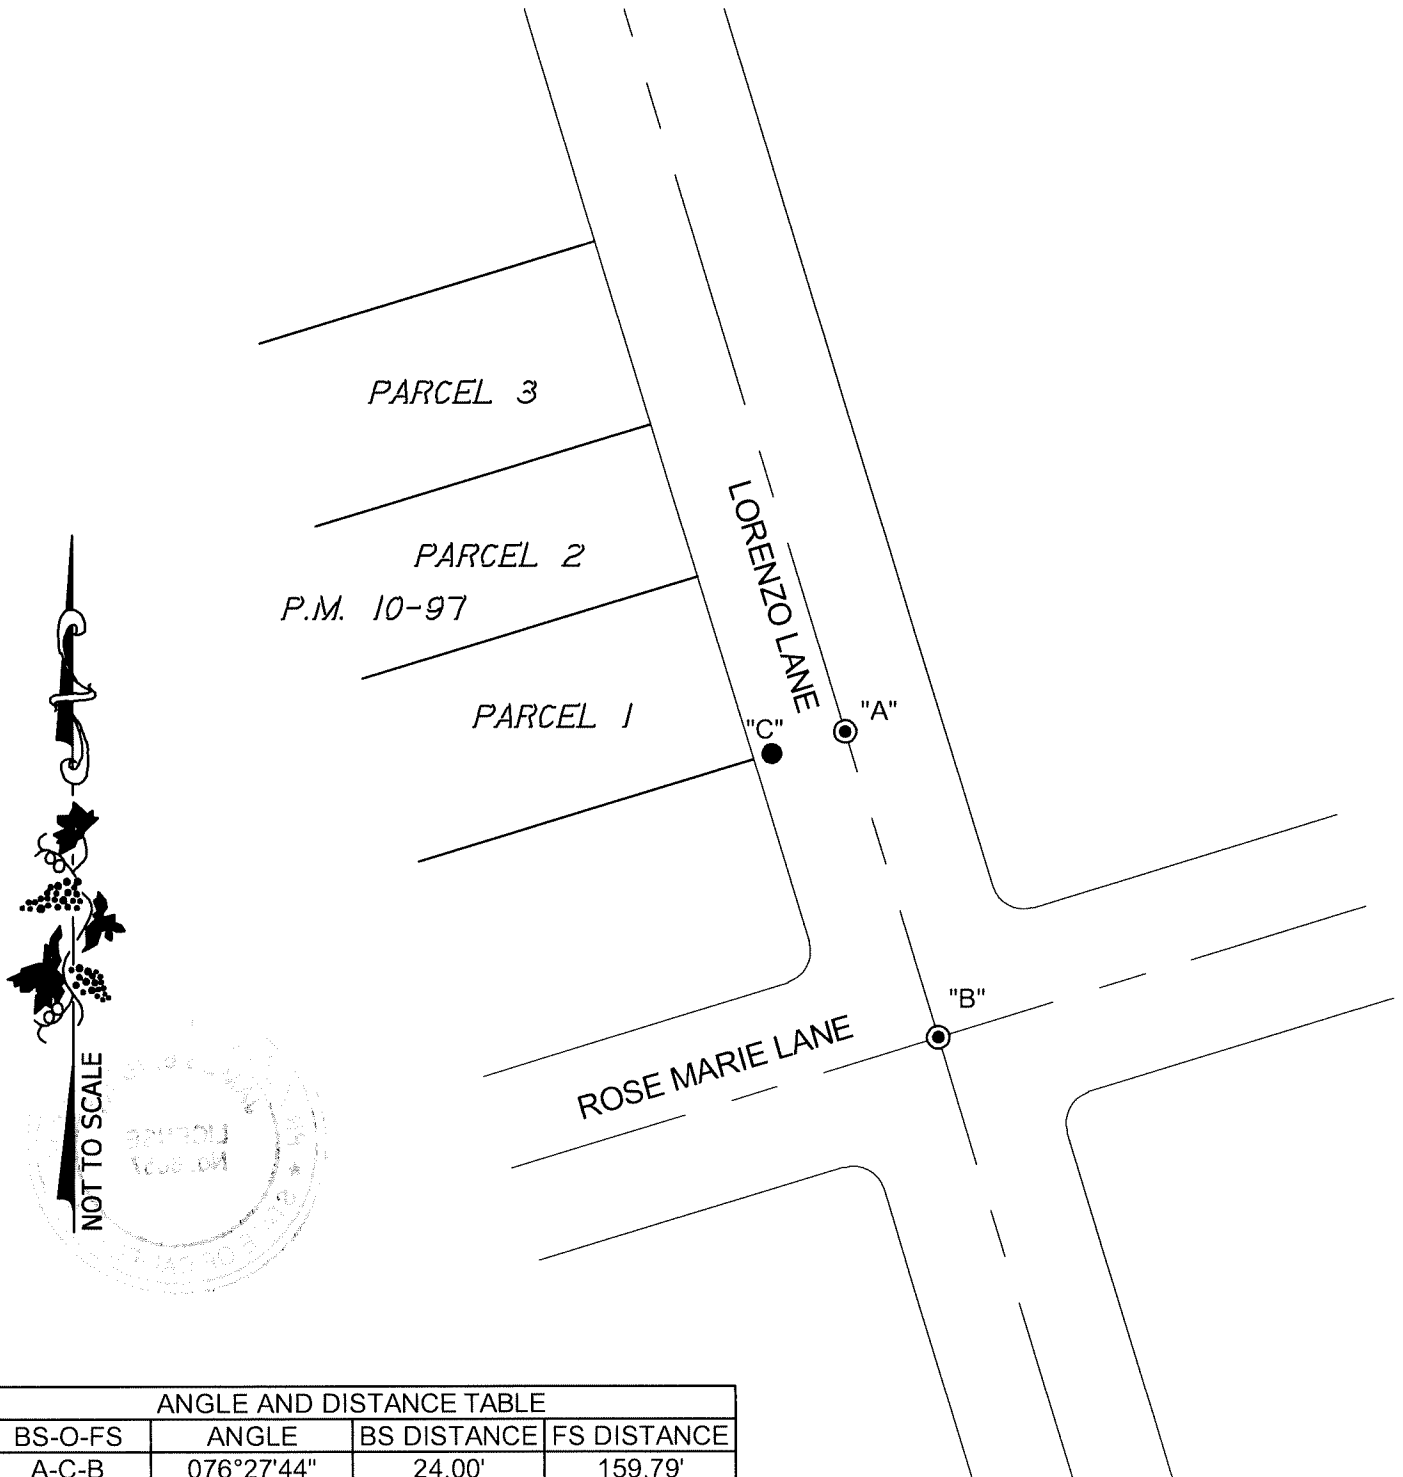 PARCEL 3
PARCEL 2
P.M. 10-97
PARCEL 1
LORENZO LANE
"A"
"C"
"B"
ROSE MARIE LANE
NOT TO SCALE
LICENSE
ANGLE AND DISTANCE TABLE
BS-O-FS ANGLE BS DISTANCE FS DISTANCE
A-C-B 076°27'44" 24.00' 159.79'